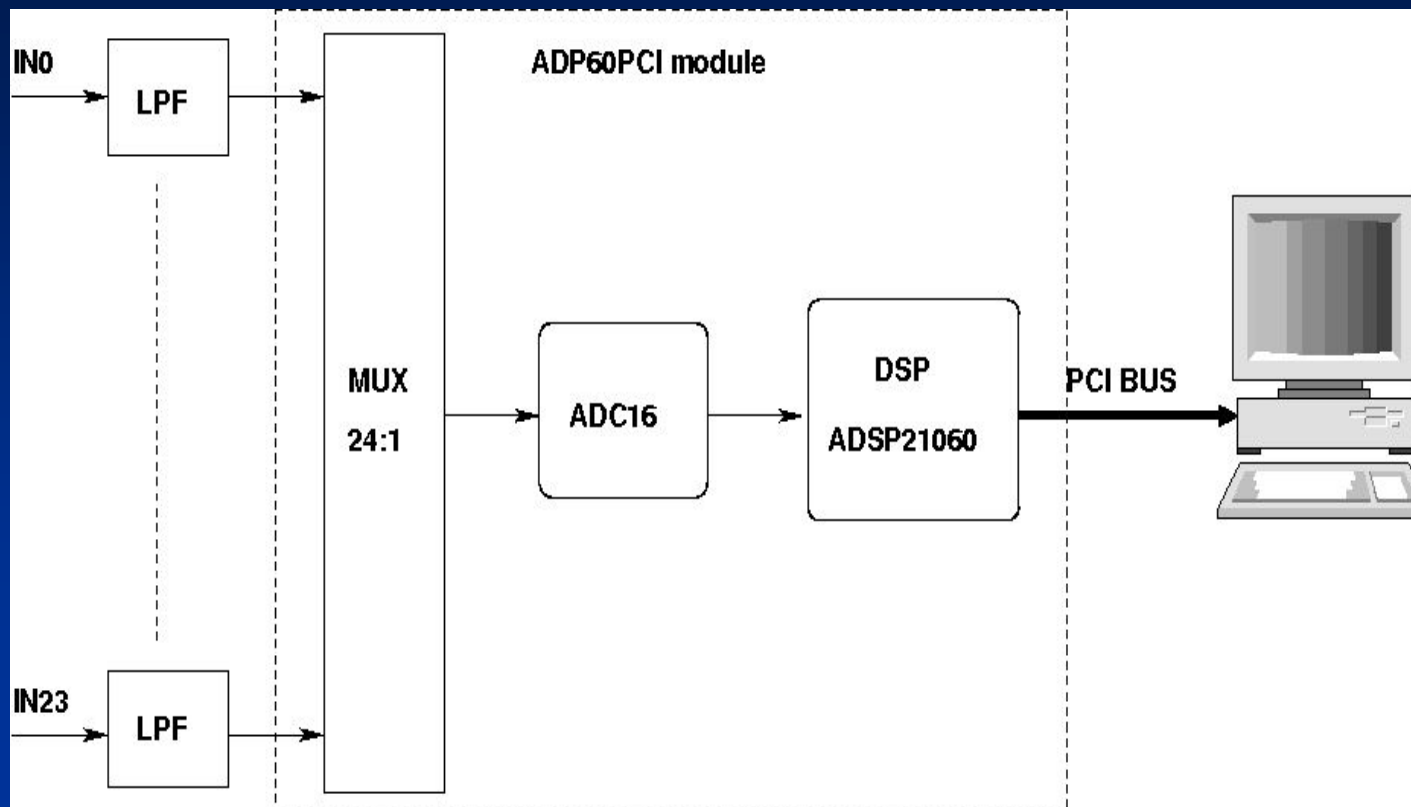 IN0
LPF
ADP60PCI module
MUX
24:1
ADC16
DSP
ADSP21060
PCI BUS
IN23
LPF